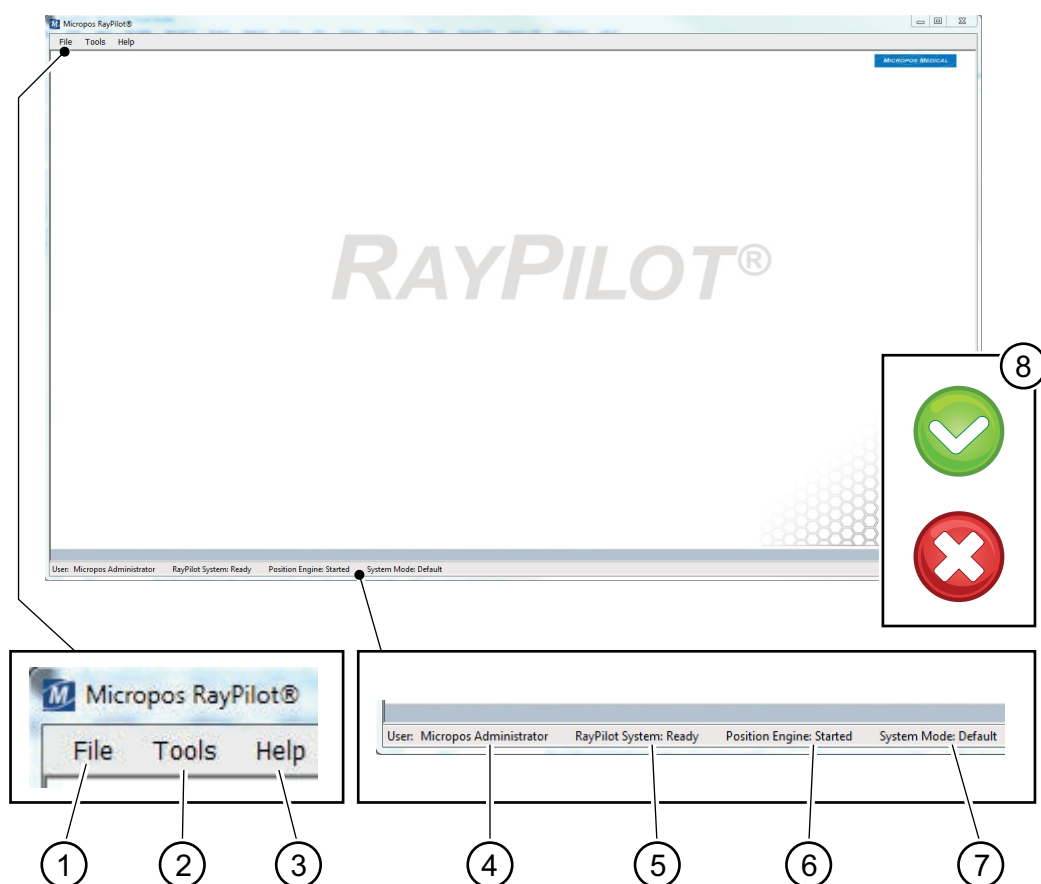 Micropos RayPilot®
File Tools Help
MICROPOS MEDICAL
RAYPILOT®
8
User: Micropos Administrator RayPilot System: Ready Position Engine: Started System Mode: Default
Micropos RayPilot®
File Tools Help
User: Micropos Administrator RayPilot System: Ready Position Engine: Started System Mode: Default
1 2 3 4 5 6 7